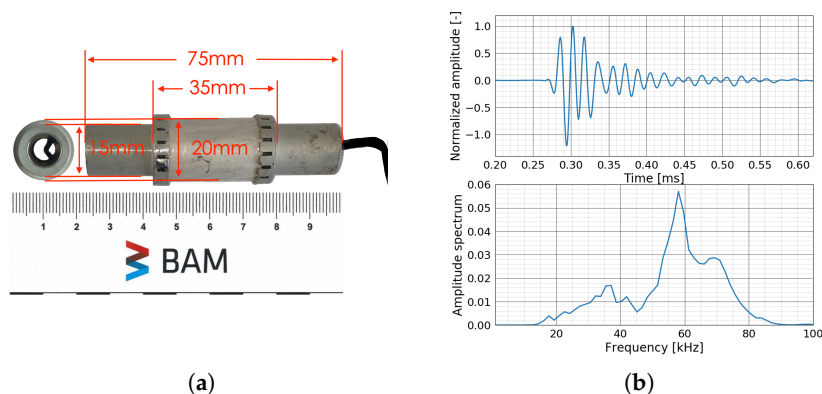 75mm
35mm
15mm
20mm
1 2 3 4 5 6 7 8 9
BAM
(a)
Normalized amplitude [-]
1.0
0.5
0.0
−0.5
−1.0
0.20 0.25 0.30 0.35 0.40 0.45 0.50 0.55 0.60
Time [ms]
Amplitude spectrum
0.06
0.05
0.04
0.03
0.02
0.01
0.00
20 40 60 80 100
Frequency [kHz]
(b)